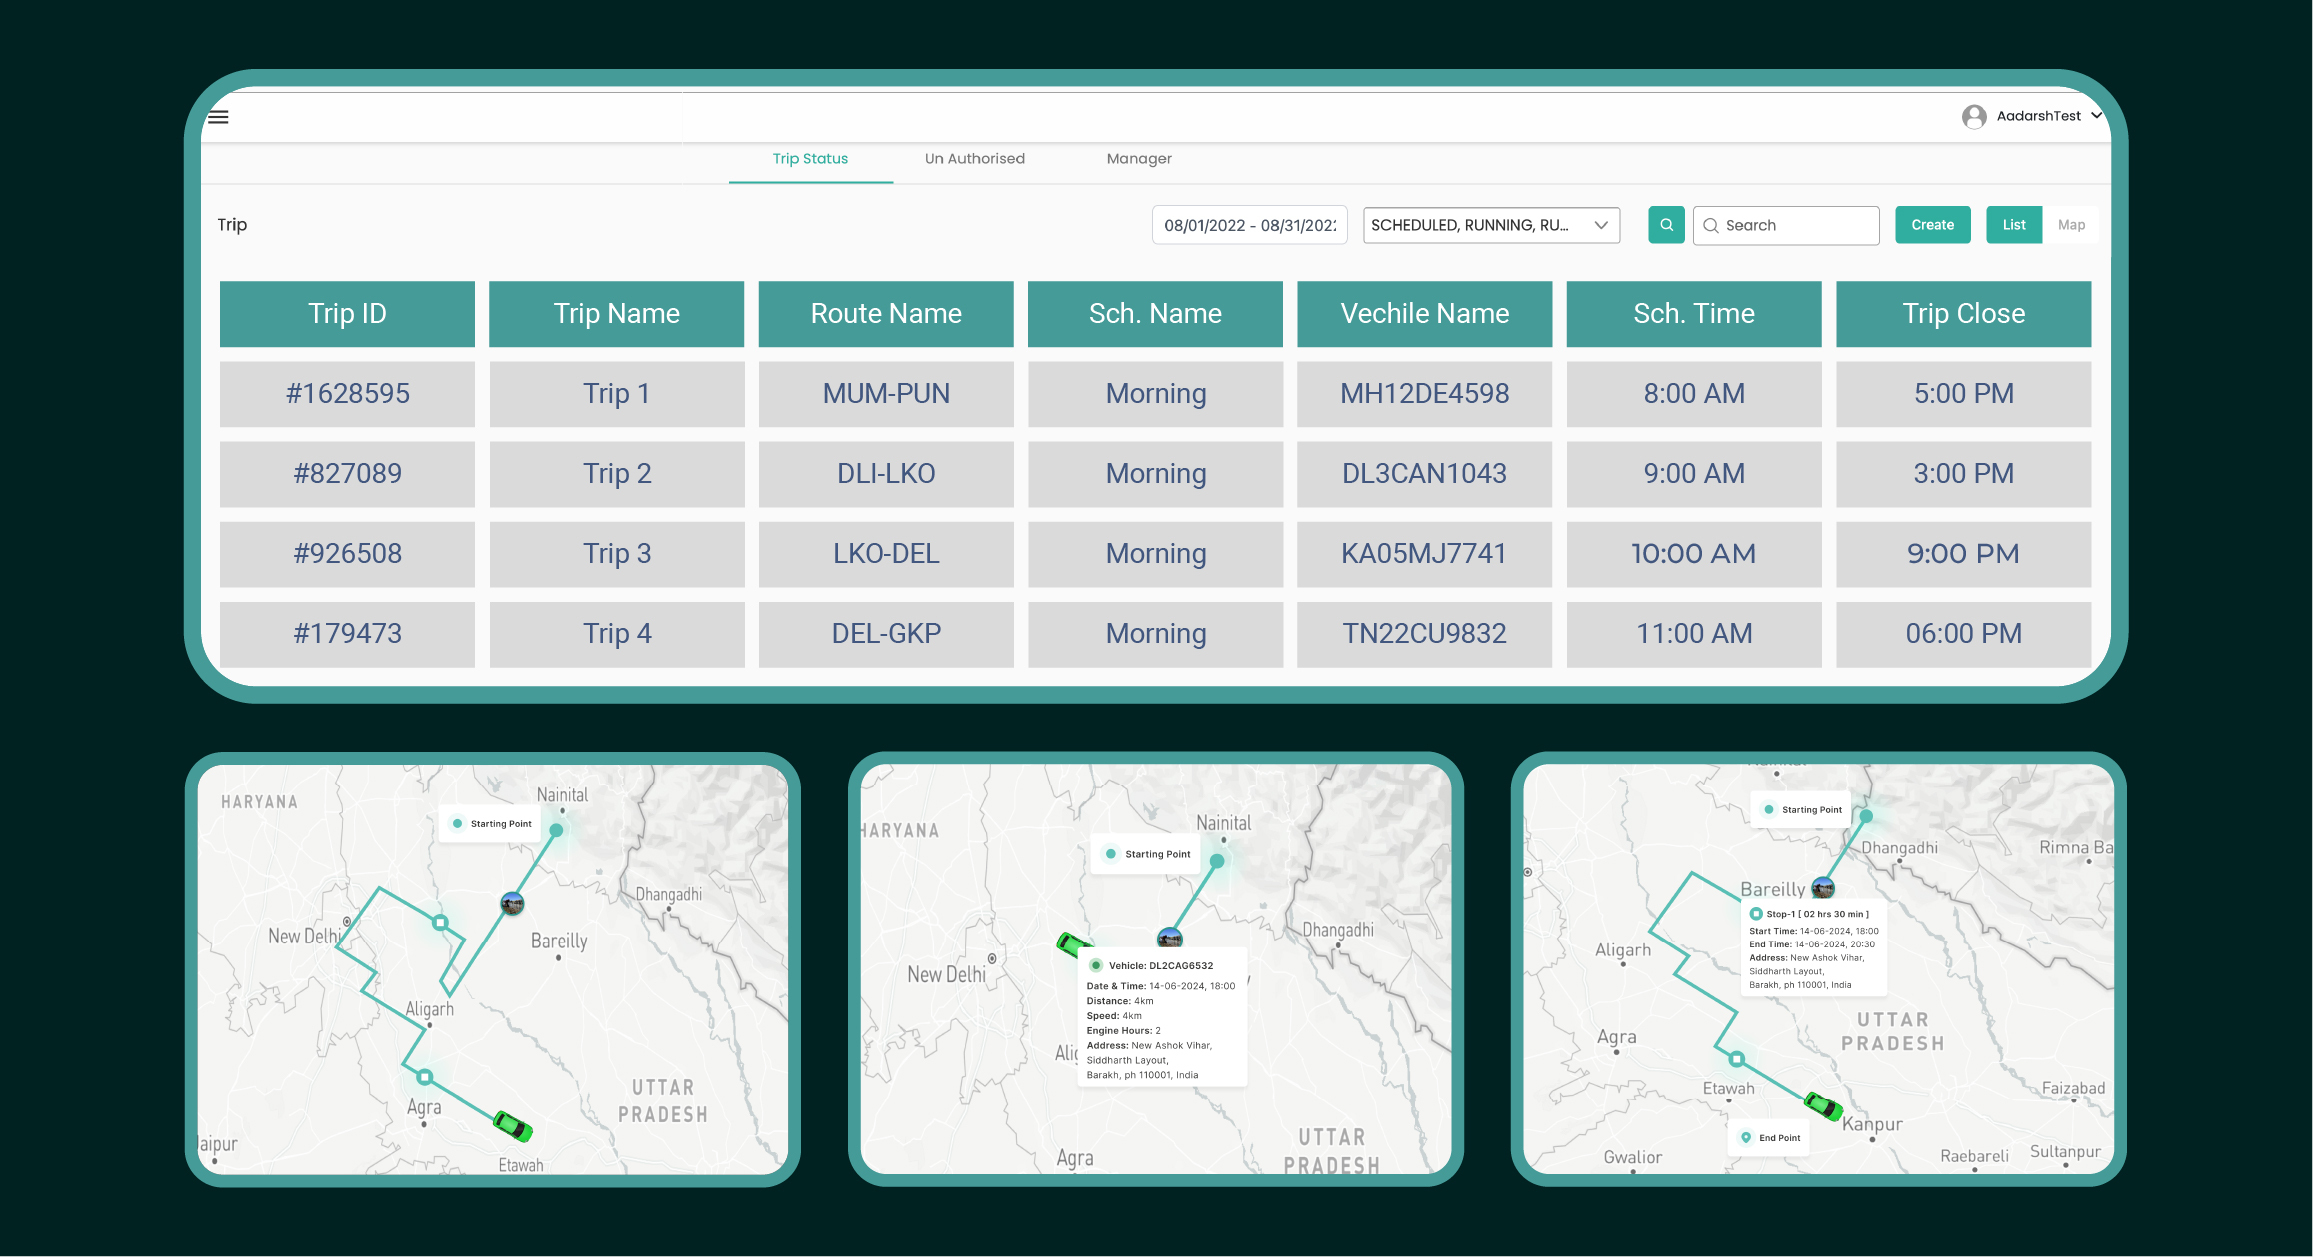 AadarshTest
Trip Status Un Authorised Manager
Trip 08/01/2022 - 08/31/202 SCHEDULED, RUNNING, RU... Search Create List Map
Trip ID Trip Name Route Name Sch. Name Vechile Name Sch. Time Trip Close
#1628595 Trip 1 MUM-PUN Morning MH12DE4598 8:00 AM 5:00 PM
#827089 Trip 2 DLI-LKO Morning DL3CAN1043 9:00 AM 3:00 PM
#926508 Trip 3 LKO-DEL Morning KA05MJ7741 10:00 AM 9:00 PM
#179473 Trip 4 DEL-GKP Morning TN22CU9832 11:00 AM 06:00 PM
Nainital
HARYANA
Starting Point
Dhangadhi
New Delhi
Bareilly
Aligarh
UTTAR
PRADESH
Agra
aipur
Etawah
Nainital
HARYANA
Starting Point
Dhangadhi
New Delhi
Vehicle: DL2CAG6532
Date & Time: 14-06-2024, 18:00
Distance: 4km
Speed: 4km
Engine Hours: 2
Address: New Ashok Vihar,
Siddharth Layout,
Barakh, ph 110001, India
Alig
UTTAR
PRADESH
Agra
Starting Point
Dhangadhi
Rimna Ba
Bareilly
Stop-1 [ 02 hrs 30 min ]
Start Time: 14-06-2024, 18:00
End Time: 14-06-2024, 20:30
Address: New Ashok Vihar,
Siddharth Layout,
Barakh, ph 110001, India
Aligarh
UTTAR
PRADESH
Agra
Etawah
Faizabad
Kanpur
End Point
Gwalior
Raebareli
Sultanpur